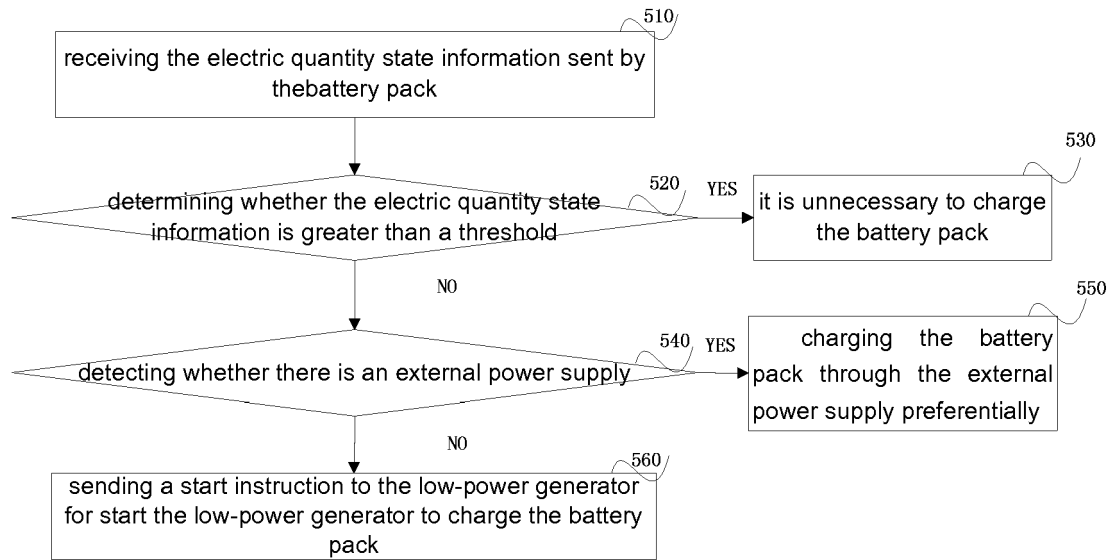 510
receiving the electric quantity state information sent by
thebattery pack
520
determining whether the electric quantity state
information is greater than a threshold
YES
530
it is unnecessary to charge
the battery pack
NO
540
detecting whether there is an external power supply
YES
550
charging the battery
pack through the external
power supply preferentially
NO
560
sending a start instruction to the low-power generator
for start the low-power generator to charge the battery
pack